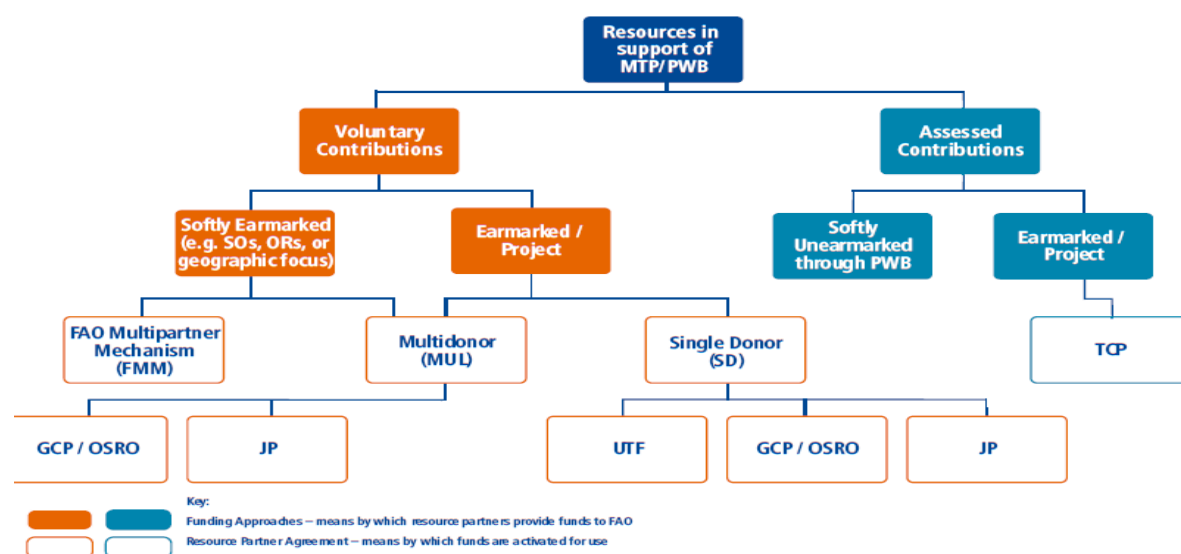 Resources in
support of
MTP/PWB
Voluntary
Contributions
Assessed
Contributions
Softly Earmarked
(e.g. SOs, ORs, or
geographic focus)
Earmarked /
Project
Softly
Unearmarked
through PWB
Earmarked /
Project
FAO Multipartner
Mechanism
(FMM)
Multidonor
(MUL)
Single Donor
(SD)
TCP
GCP / OSRO
JP
UTF
GCP / OSRO
JP
Key:
Funding Approaches – means by which resource partners provide funds to FAO
Resource Partner Agreement – means by which funds are activated for use